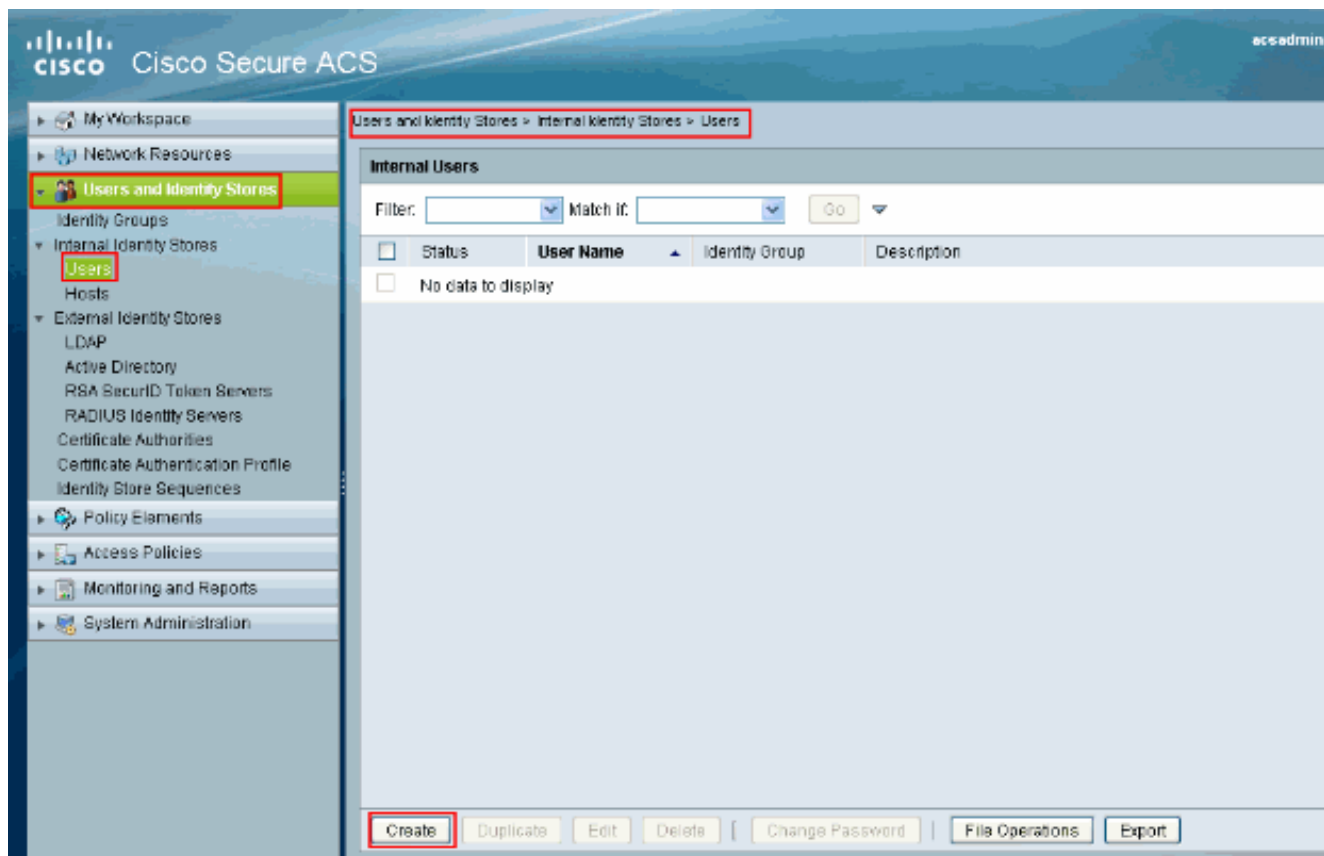 acsadmin
CISCO Cisco Secure ACS
My Workspace
Network Resources
Users and Identity Stores
Identity Groups
Internal Identity Stores
Users
Hosts
External Identity Stores
LDAP
Active Directory
RSA SecurID Token Servers
RADIUS Identity Servers
Certificate Authorities
Certificate Authentication Profile
Identity Store Sequences
Policy Elements
Access Policies
Monitoring and Reports
System Administration
Users and Identity Stores > Internal Identity Stores > Users
Internal Users
Filter: Match if: Go
Status User Name Identity Group Description
No data to display
Create Duplicate Edit Delete | Change Password | File Operations Export